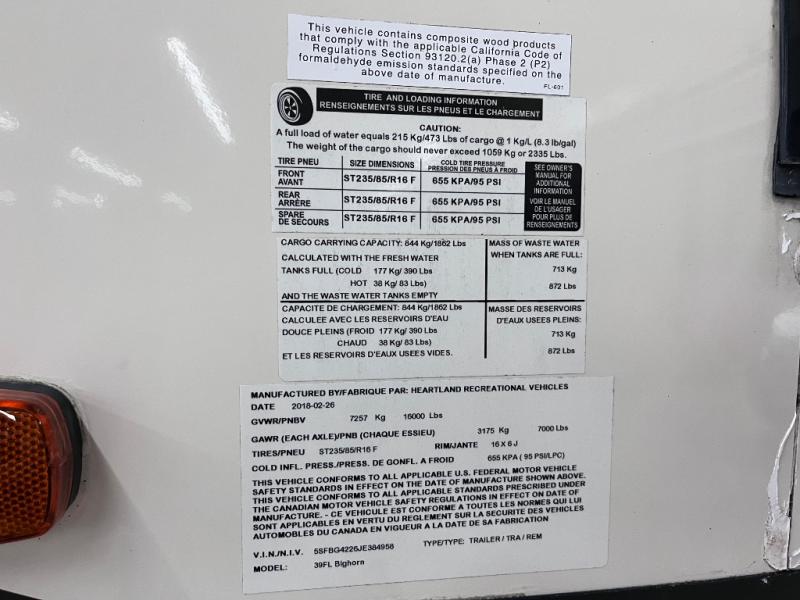 This vehicle contains composite wood products
that comply with the applicable California Code of
Regulations Section 93120.2(a) Phase 2 (P2)
formaldehyde emission standards specified on the
above date of manufacture.
FL-601
TIRE AND LOADING INFORMATION
RENSEIGNEMENTS SUR LES PNEUS ET LE CHARGEMENT
CAUTION:
A full load of water equals 215 Kg/473 Lbs of cargo @ 1 Kg/L (8.3 lb/gal)
The weight of the cargo should never exceed 1059 Kg or 2335 Lbs.
TIRE PNEU SIZE DIMENSIONS COLD TIRE PRESSURE
PRESSION DES PNEUS À FROID
FRONT
AVANT ST235/85/R16 F 655 KPA/95 PSI
REAR
ARRÈRE ST235/85/R16 F 655 KPA/95 PSI
SPARE
DE SECOURS ST235/85/R16 F 655 KPA/95 PSI
SEE OWNER'S
MANUAL FOR
ADDITIONAL
INFORMATION
VOIR LE MANUEL
DE L'USAGER
POUR PLUS DE
RENSEIGNEMENTS
CARGO CARRYING CAPACITY: 844 Kg/1862 Lbs
CALCULATED WITH THE FRESH WATER
TANKS FULL (COLD 177 Kg/ 390 Lbs
HOT 38 Kg/ 83 Lbs)
AND THE WASTE WATER TANKS EMPTY
MASS OF WASTE WATER
WHEN TANKS ARE FULL:
713 Kg
872 Lbs
CAPACITE DE CHARGEMENT: 844 Kg/1862 Lbs
CALCULEE AVEC LES RESERVOIRS D'EAU
DOUCE PLEINS (FROID 177 Kg/ 390 Lbs
CHAUD 38 Kg/ 83 Lbs)
ET LES RESERVOIRS D'EAUX USEES VIDES.
MASSE DES RESERVOIRS
D'EAUX USEES PLEINS:
713 Kg
872 Lbs
MANUFACTURED BY/FABRIQUE PAR: HEARTLAND RECREATIONAL VEHICLES
DATE 2018-02-26
GVWR/PNBV 7257 Kg 16000 Lbs
GAWR (EACH AXLE)/PNB (CHAQUE ESSIEU) 3175 Kg 7000 Lbs
TIRES/PNEU ST235/85/R16 F RIM/JANTE 16 X 6 J
COLD INFL. PRESS./PRESS. DE GONFL. A FROID 655 KPA ( 95 PSI/LPC)
THIS VEHICLE CONFORMS TO ALL APPLICABLE U.S. FEDERAL MOTOR VEHICLE
SAFETY STANDARDS IN EFFECT ON THE DATE OF MANUFACTURE SHOWN ABOVE.
THIS VEHICLE CONFORMS TO ALL APPLICABLE STANDARDS PRESCRIBED UNDER
THE CANADIAN MOTOR VEHICLE SAFETY REGULATIONS IN EFFECT ON DATE OF
MANUFACTURE. - CE VEHICULE EST CONFORME A TOUTES LES NORMES QUI LUI
SONT APPLICABLES EN VERTU DU REGLEMENT SUR LA SECURITE DES VEHICLES
AUTOMOBILES DU CANADA EN VIGUEUR A LA DATE DE SA FABRICATION
V.I.N./N.I.V. 5SFBG4226JE384958 TYPE/TYPE: TRAILER / TRA / REM
MODEL: 39FL Bighorn